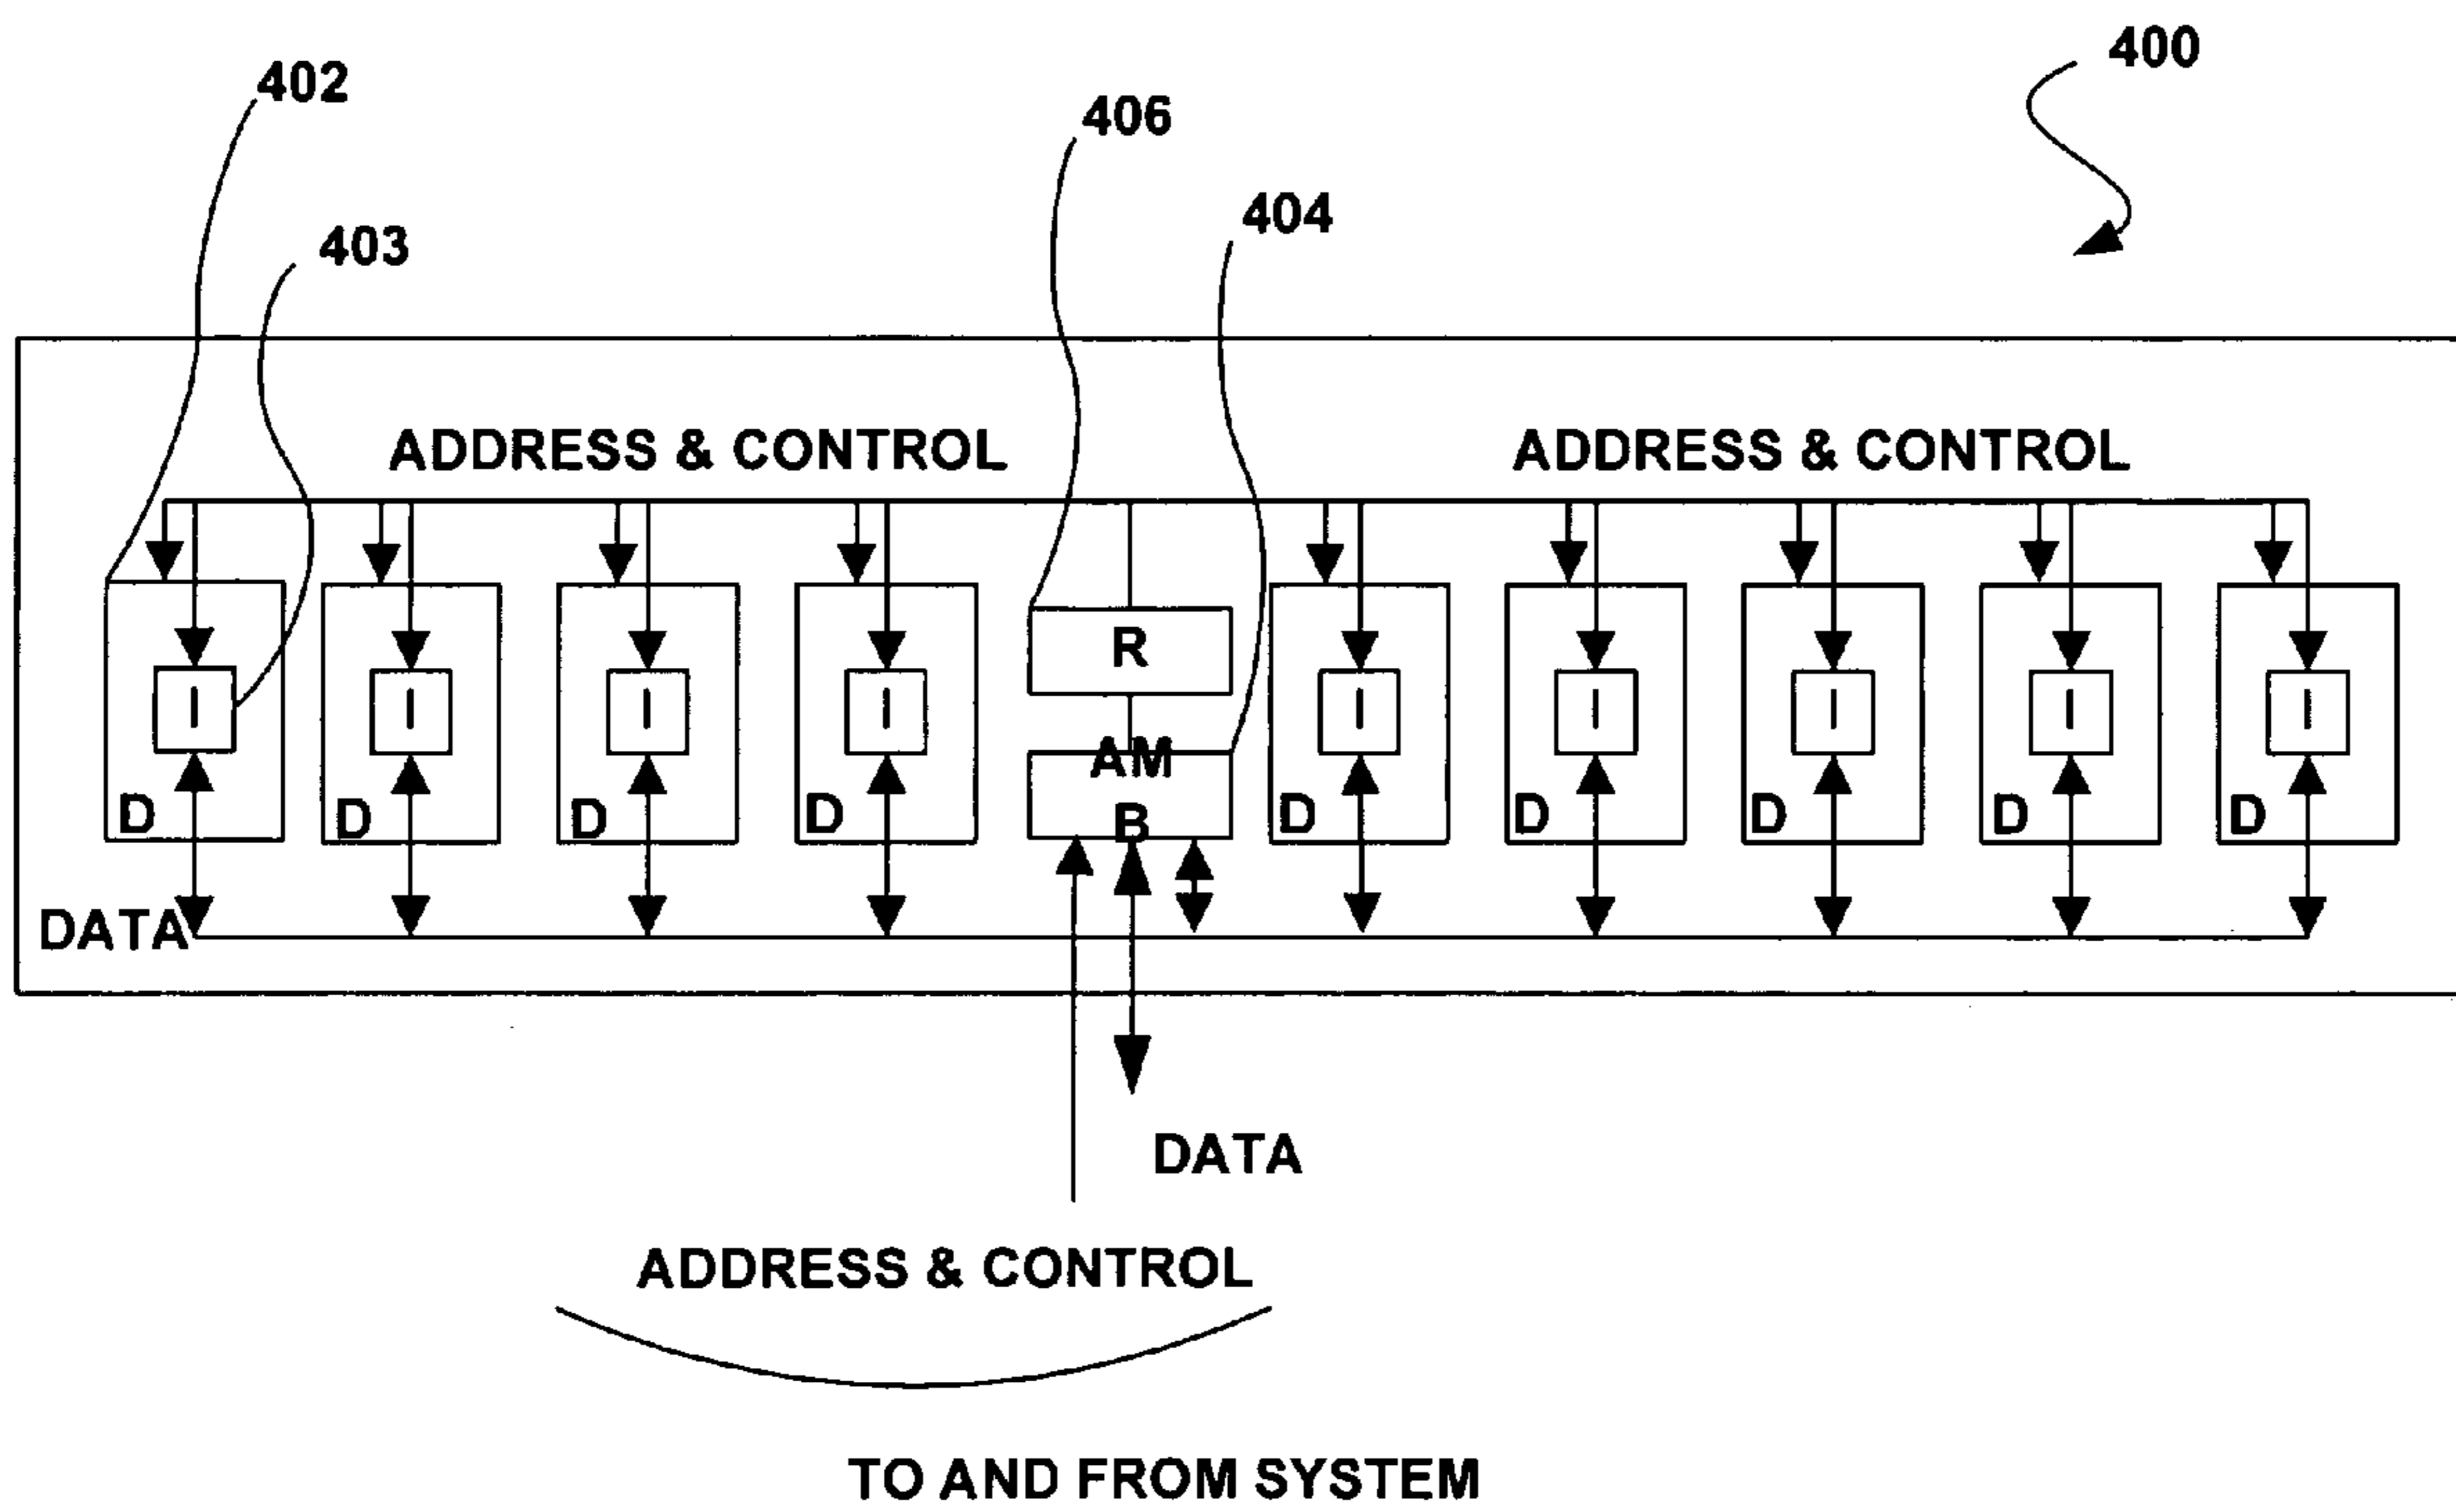 400
402
406
404
403
ADDRESS & CONTROL ADDRESS & CONTROL
R
I I I I I I I I I
AM
D D D D B D D D D D
DATA
DATA
ADDRESS & CONTROL
TO AND FROM SYSTEM